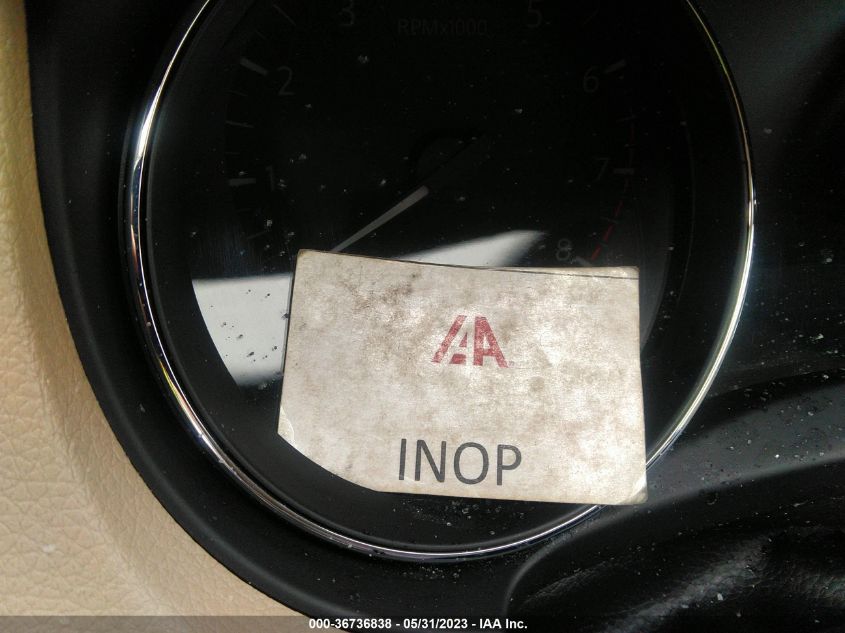 3 5
RPMx1000
2 6
1 7
8
IAA
INOP
000-36736838 - 05/31/2023 - IAA Inc.